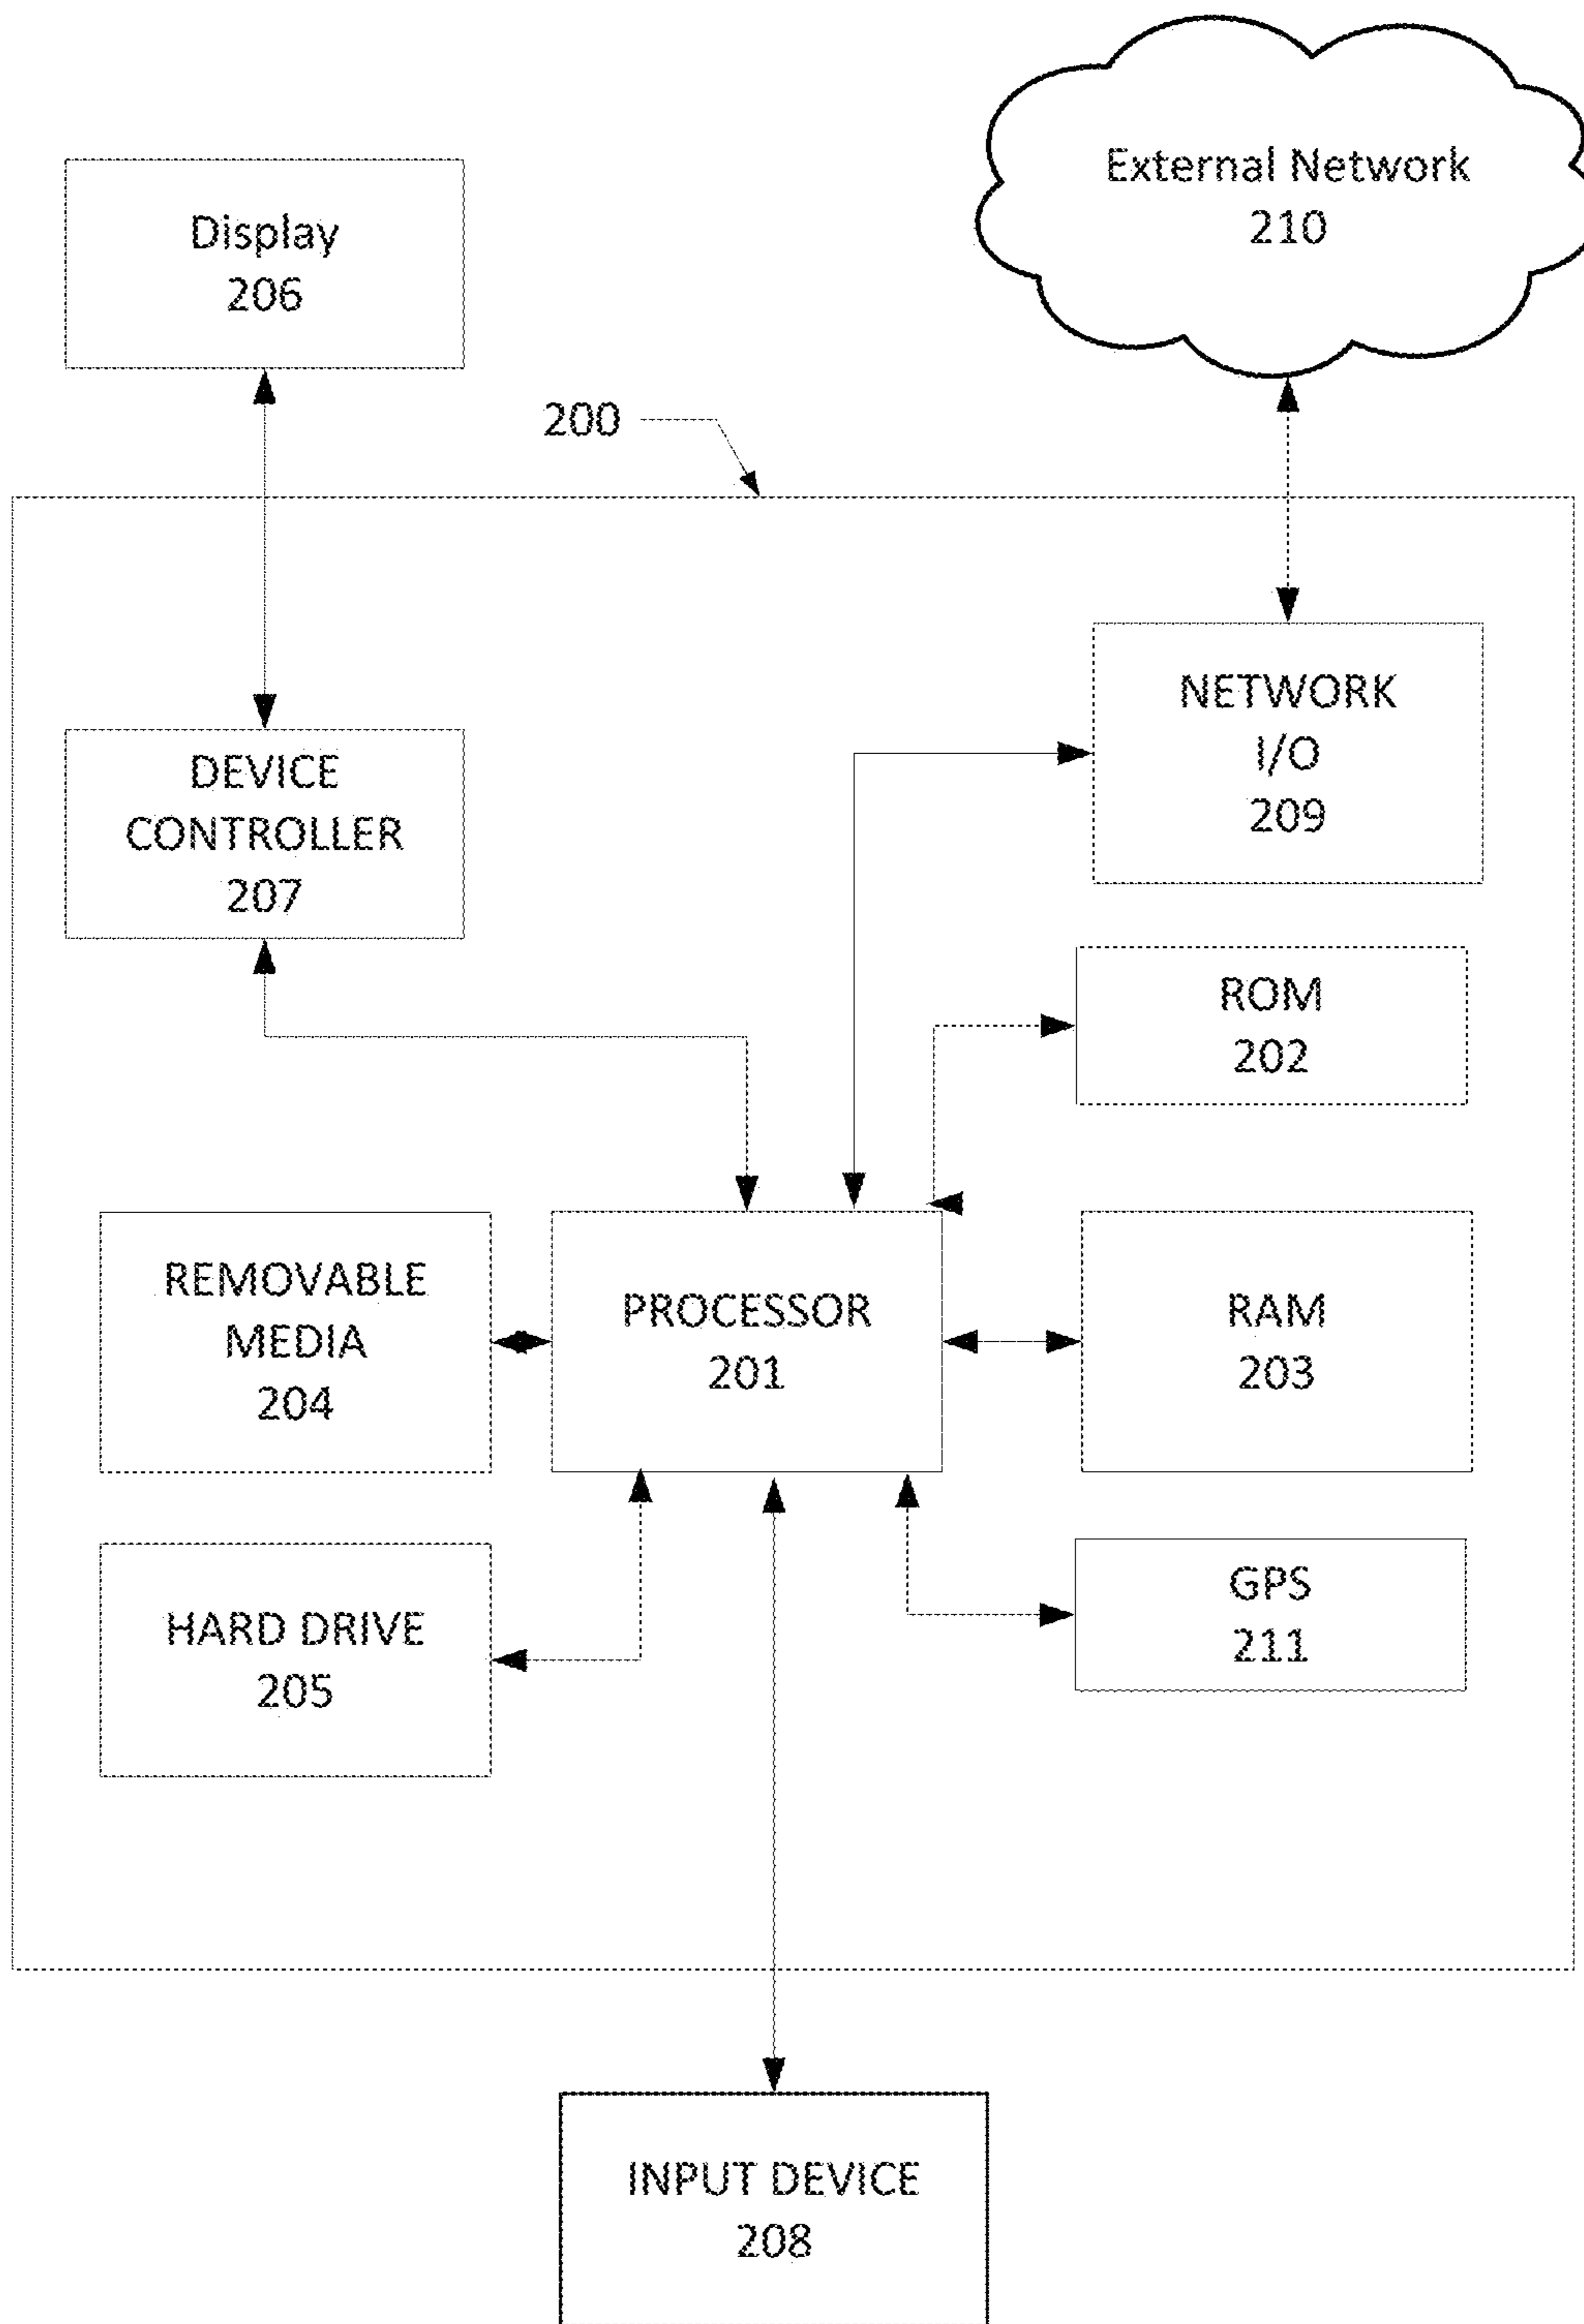 External Network
210
Display
206
200
NETWORK
I/O
209
DEVICE
CONTROLLER
207
ROM
202
REMOVABLE
MEDIA
204
PROCESSOR
201
RAM
203
HARD DRIVE
205
GPS
211
INPUT DEVICE
208